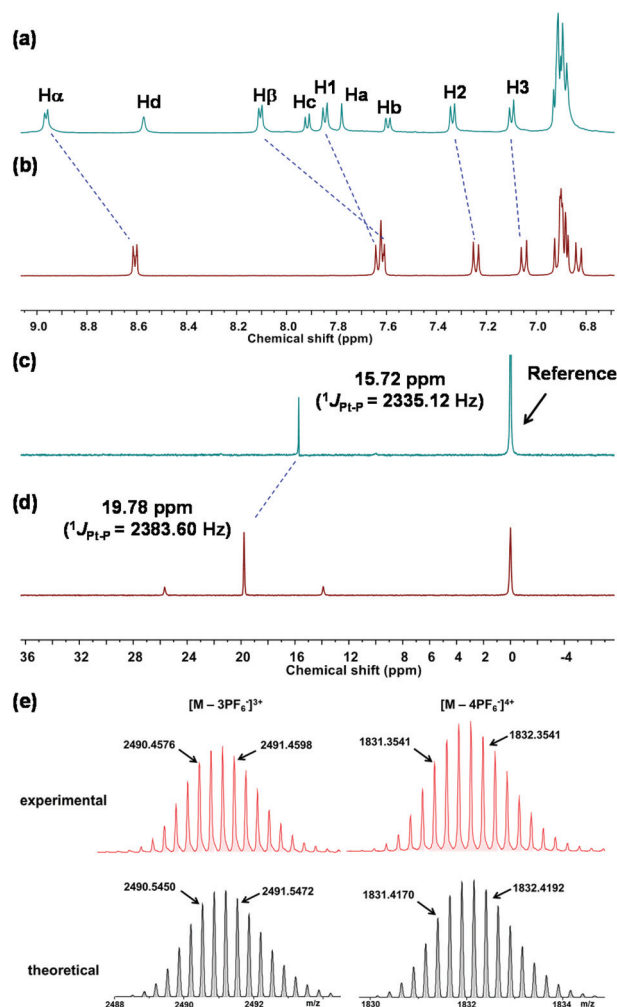 (a)
Hα Hd Hβ Hc H1 Ha Hb H2 H3
(b)
9.0 8.8 8.6 8.4 8.2 8.0 7.8 7.6 7.4 7.2 7.0 6.8
Chemical shift (ppm)
(c)
15.72 ppm
(¹J_Pt-P = 2335.12 Hz)
Reference
(d)
19.78 ppm
(¹J_Pt-P = 2383.60 Hz)
36 32 28 24 20 16 12 8 4 0 -4
Chemical shift (ppm)
(e)
[M – 3PF₆⁻]³⁺ [M – 4PF₆⁻]⁴⁺
2490.4576 2491.4598 1831.3541 1832.3541
experimental
2490.5450 2491.5472 1831.4170 1832.4192
theoretical
2488 2490 2492 m/z 1830 1832 1834 m/z